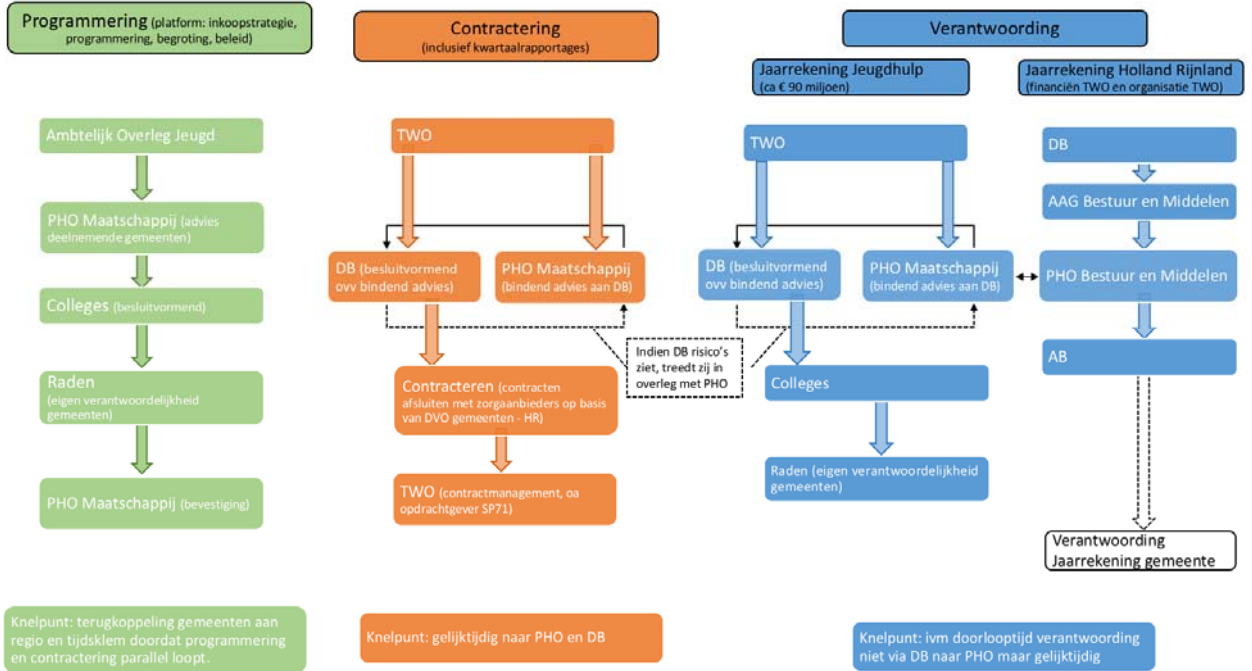 Programmering (platform: inkoopstrategie,
programmering, begroting, beleid)
Ambtelijk Overleg Jeugd
PHO Maatschappij (advies
deelnemende gemeenten)
Colleges (besluitvormend)
Raden
(eigen verantwoordelijkheid
gemeenten)
PHO Maatschappij (bevestiging)
Knelpunt: terugkoppeling gemeenten aan
regio en tijdsklem doordat programmering
en contractering parallel loopt.
Contractering
(inclusief kwartaalrapportages)
TWO
DB (besluitvormend
ovv bindend advies)
PHO Maatschappij
(bindend advies aan DB)
Contracteren (contracten
afsluiten met zorgaanbieders op basis
van DVO gemeenten - HR)
TWO (contractmanagement, oa
opdrachtgever SP71)
Knelpunt: gelijktijdig naar PHO en DB
Indien DB risico's
ziet, treedt zij in
overleg met PHO
Verantwoording
Jaarrekening Jeugdhulp
(ca € 90 miljoen)
TWO
DB (besluitvormend
ovv bindend advies)
PHO Maatschappij
(bindend advies aan DB)
Colleges
Raden (eigen verantwoordelijkheid
gemeenten)
Jaarrekening Holland Rijnland
(financiën TWO en organisatie TWO)
DB
AAG Bestuur en Middelen
PHO Bestuur en Middelen
AB
Verantwoording
Jaarrekening gemeente
Knelpunt: ivm doorlooptijd verantwoording
niet via DB naar PHO maar gelijktijdig